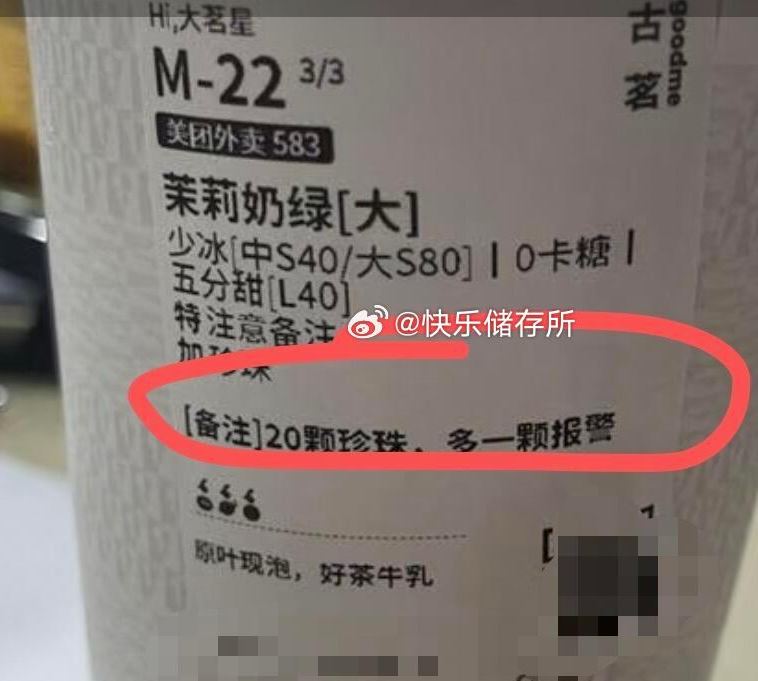 Hi,大茗星
古茗
goodme
M-22 3/3
美团外卖 583
茉莉奶绿[大]
少冰[中S40/大S80] | 0卡糖 |
五分甜[L40]
特注意备注
加珍珠
@快乐储存所
[备注]20颗珍珠，多一颗报警
原叶现泡，好茶牛乳